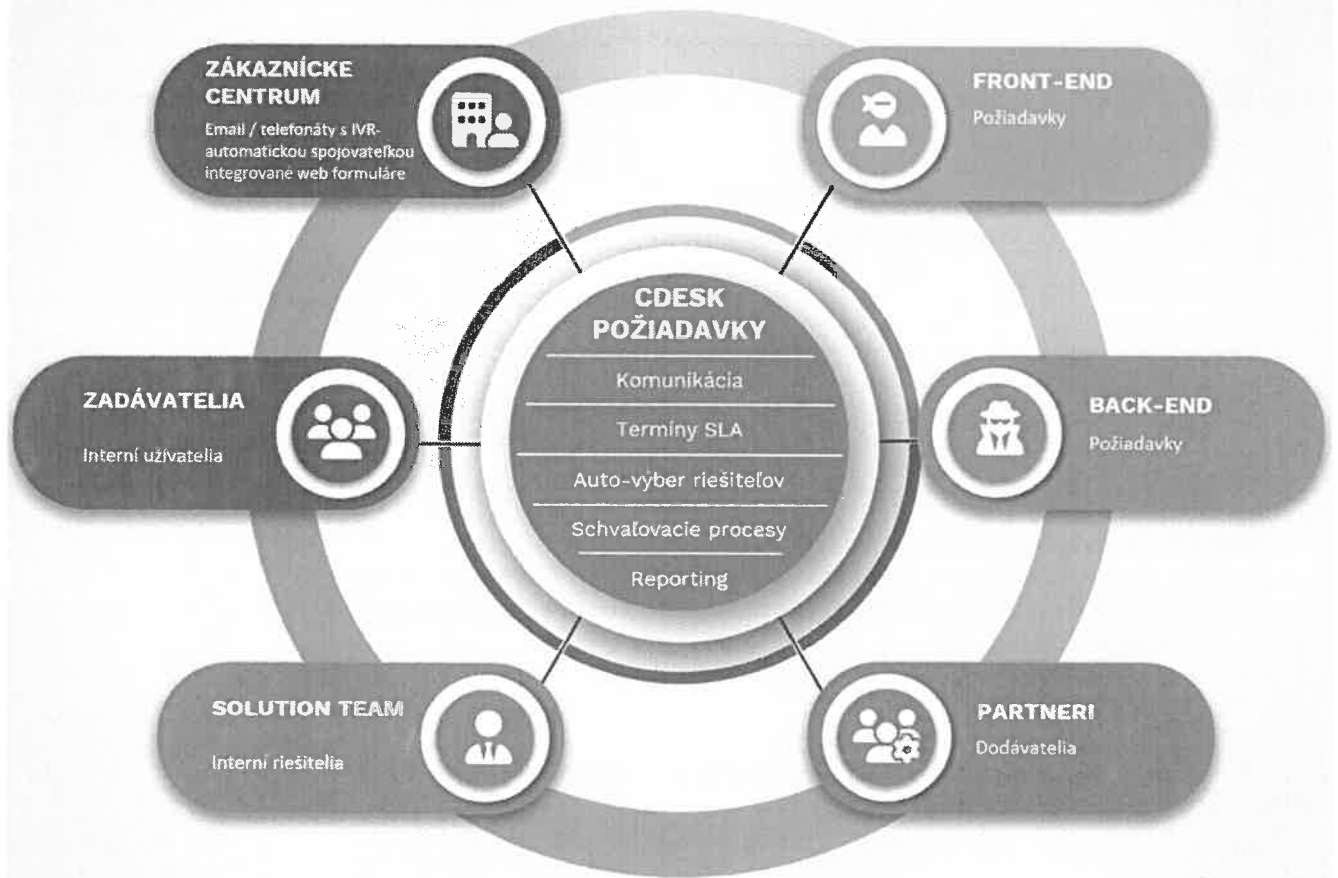 ZÁKAZNÍCKE
CENTRUM
Email / telefonáty s IVR-
automatickou spojovateľkou
integrované web formuláre
FRONT-END
Požiadavky
CDESK
POŽIADAVKY
Komunikácia
Termíny SLA
Auto-výber riešiteľov
Schvaľovacie procesy
Reporting
ZADÁVATELIA
Interní užívatelia
BACK-END
Požiadavky
SOLUTION TEAM
Interní riešitelia
PARTNERI
Dodávatelia